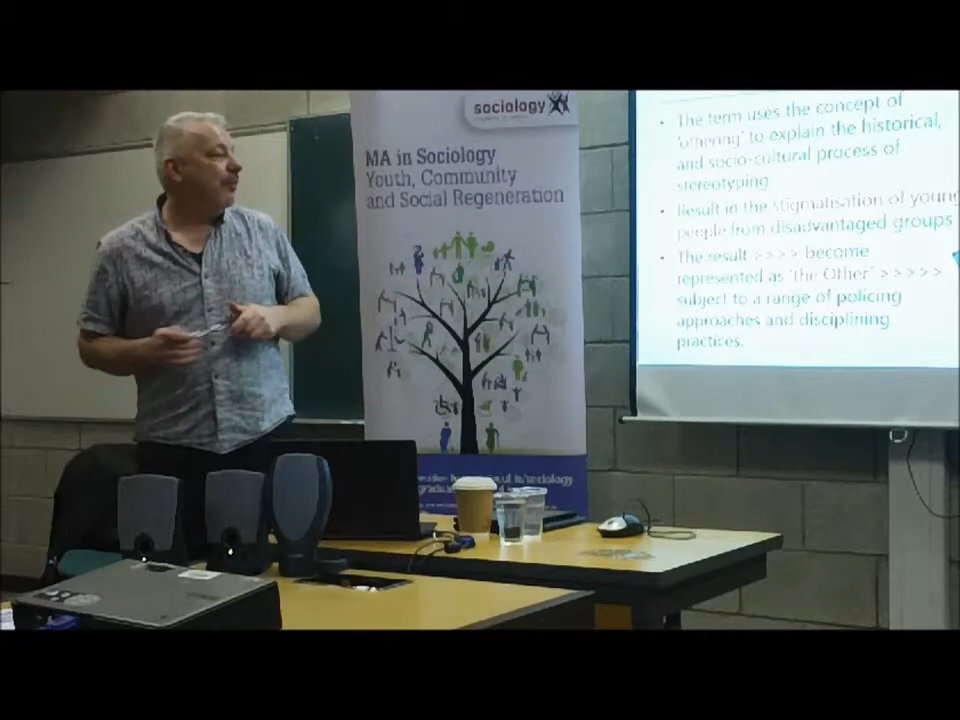 sociology
MA in Sociology
Youth, Community
and Social Regeneration
• The term uses the concept of
'othering' to explain the historical,
and socio-cultural process of
stereotyping
• Result in the stigmatisation of young
people from disadvantaged groups
• The result >>>> become
represented as 'the Other' >>>>>
subject to a range of policing
approaches and disciplining
practices.